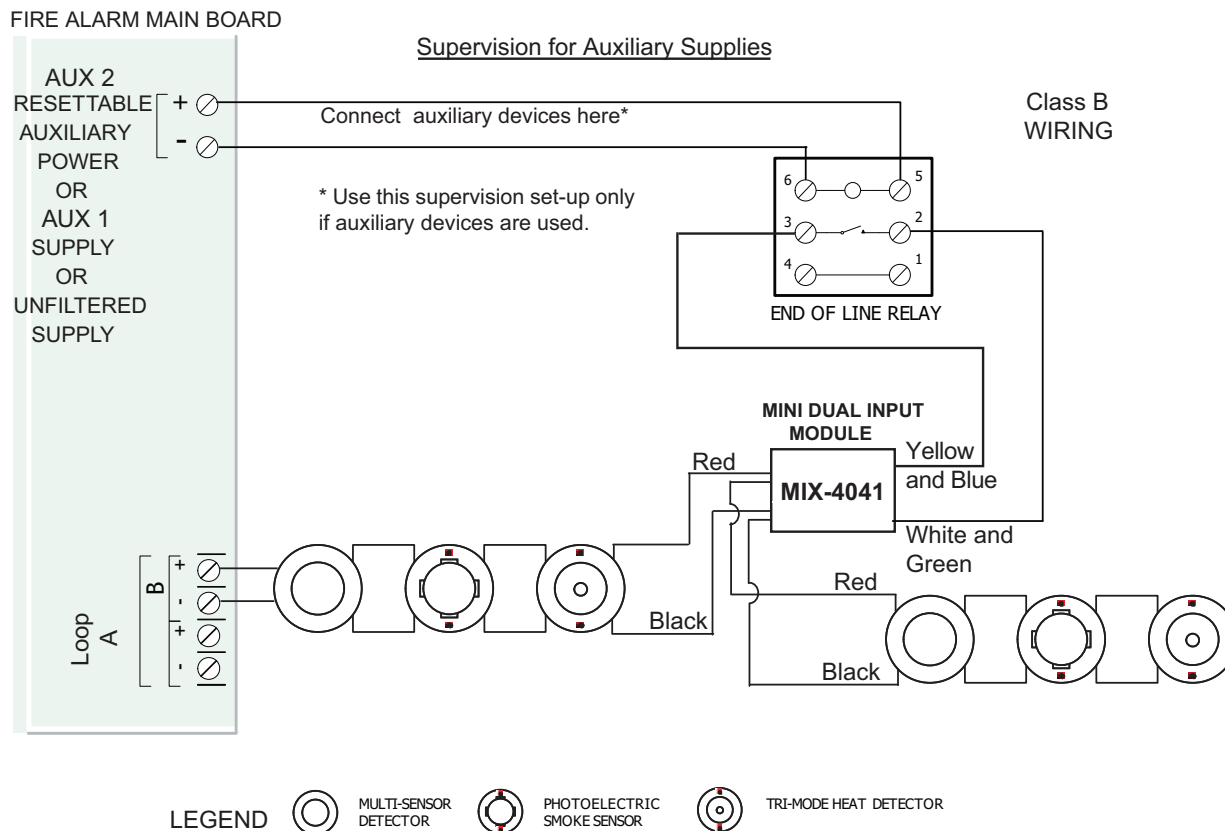 FIRE ALARM MAIN BOARD
Supervision for Auxiliary Supplies
AUX 2
RESETTABLE
AUXILIARY
POWER
OR
AUX 1
SUPPLY
OR
UNFILTERED
SUPPLY
+
-
Connect auxiliary devices here*
* Use this supervision set-up only
if auxiliary devices are used.
Class B
WIRING
6
5
3
2
4
1
END OF LINE RELAY
MINI DUAL INPUT
MODULE
MIX-4041
Yellow
and Blue
White and
Green
Red
Black
Red
Black
Loop
A
B
+
-
+
-
LEGEND
MULTI-SENSOR
DETECTOR
PHOTOELECTRIC
SMOKE SENSOR
TRI-MODE HEAT DETECTOR